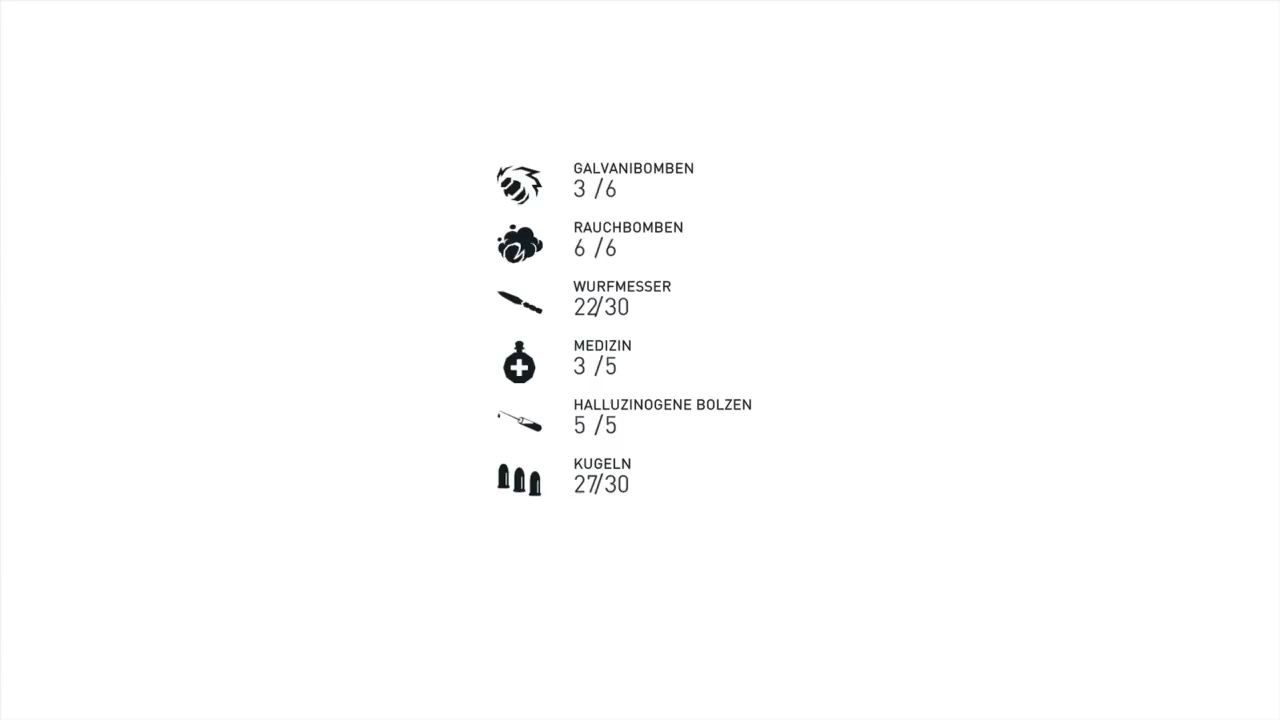 GALVANIBOMBEN
3 /6
RAUCHBOMBEN
6 /6
WURFMESSER
22/30
MEDIZIN
3 /5
HALLUZINOGENE BOLZEN
5 /5
KUGELN
27/30